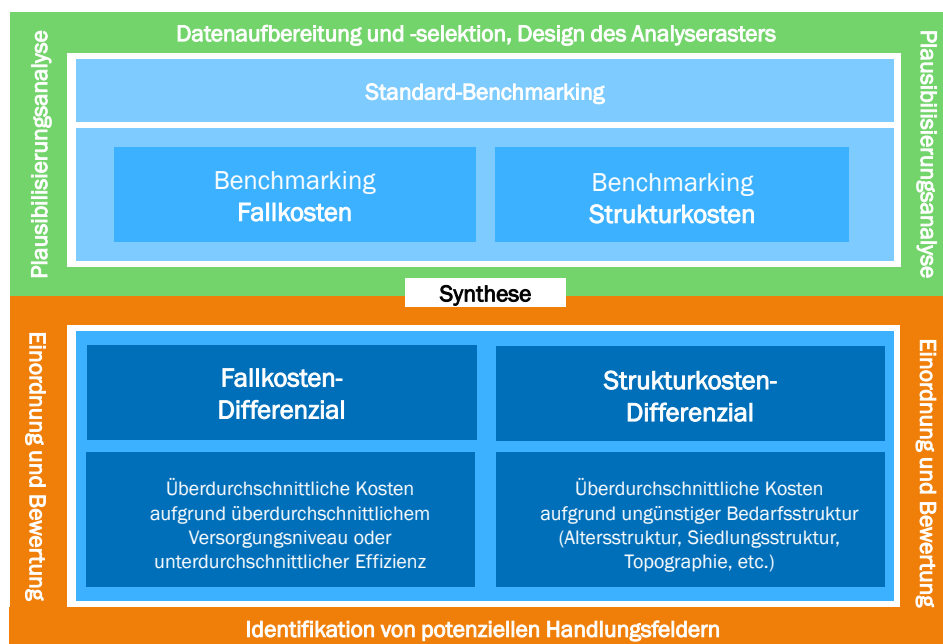 Datenaufbereitung und -selektion, Design des Analyserasters
Plausibilisierungsanalyse
Plausibilisierungsanalyse
Standard-Benchmarking
Benchmarking
Fallkosten
Benchmarking
Strukturkosten
Synthese
Einordnung und Bewertung
Einordnung und Bewertung
Fallkosten-
Differenzial
Strukturkosten-
Differenzial
Überdurchschnittliche Kosten
aufgrund überdurchschnittlichem
Versorgungsniveau oder
unterdurchschnittlicher Effizienz
Überdurchschnittliche Kosten
aufgrund ungünstiger Bedarfsstruktur
(Altersstruktur, Siedlungsstruktur,
Topographie, etc.)
Identifikation von potenziellen Handlungsfeldern